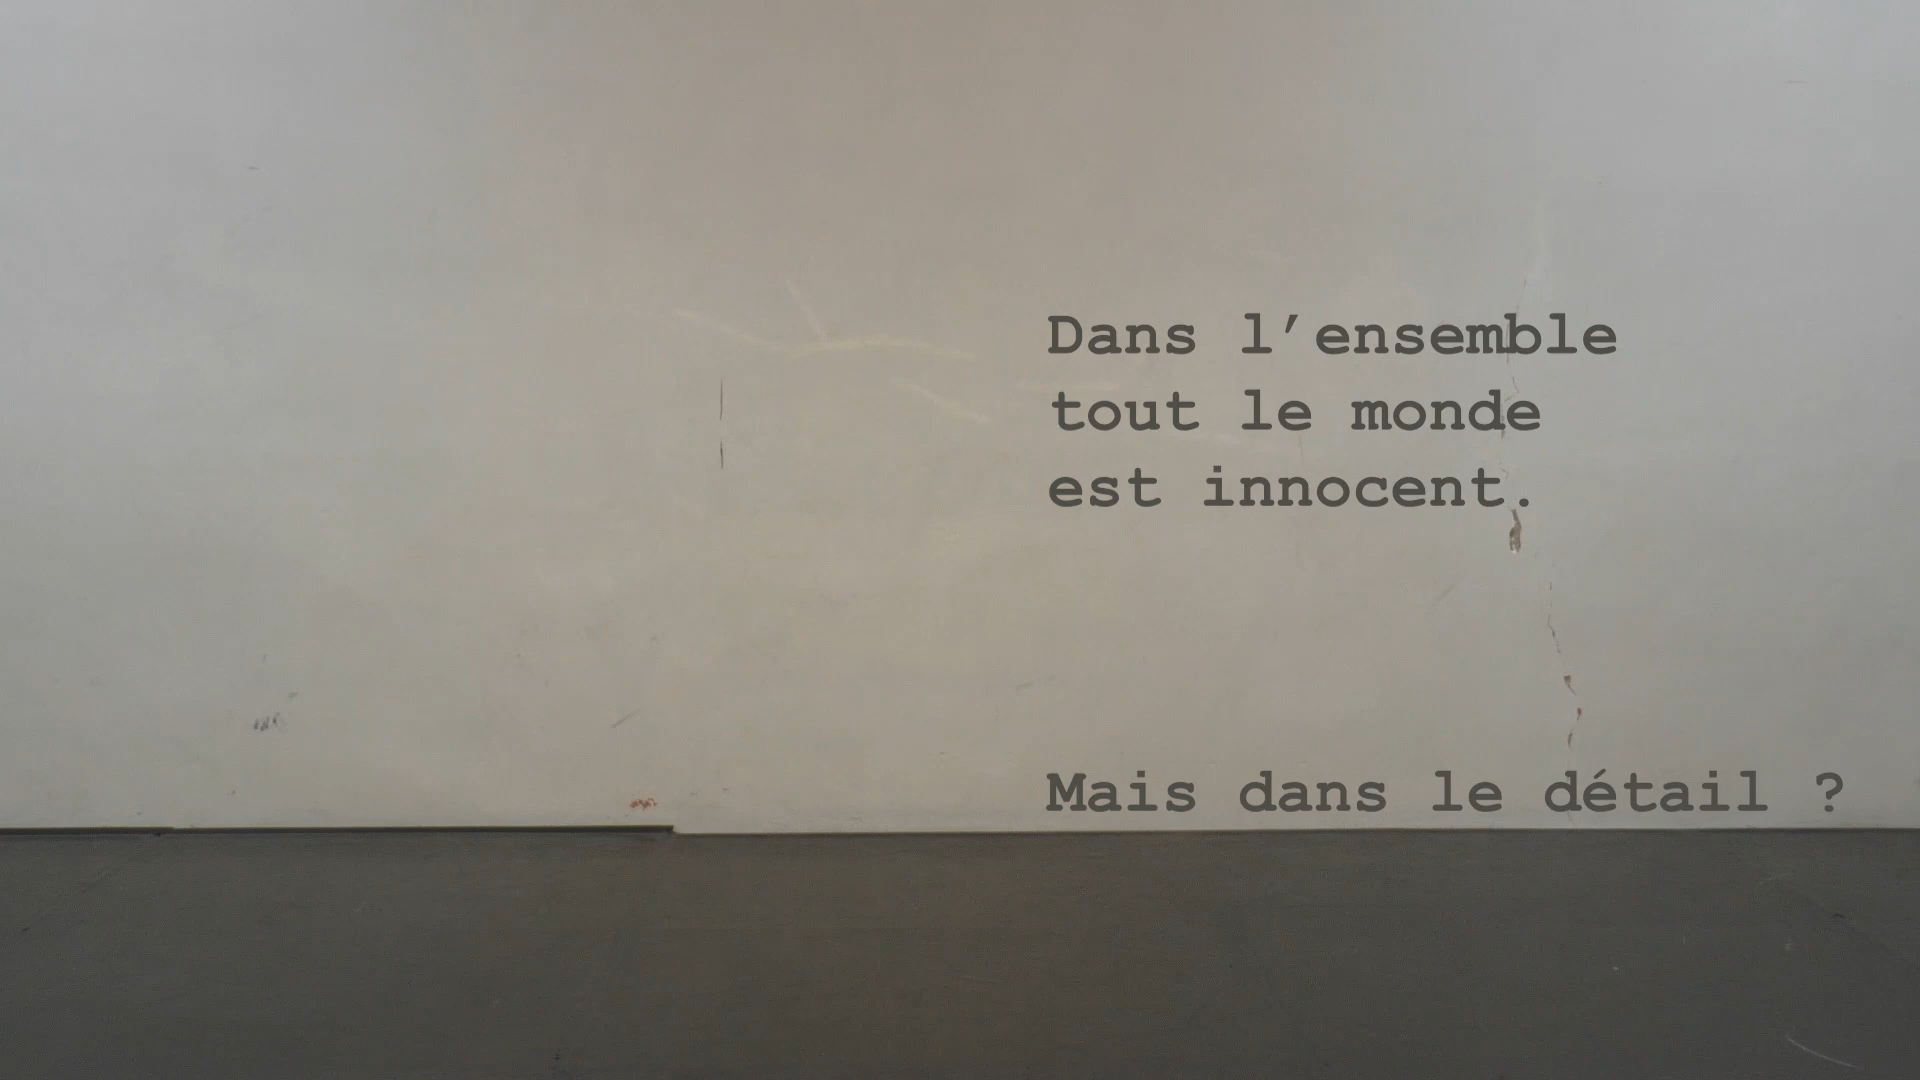 Dans l’ensemble
tout le monde
est innocent.
Mais dans le détail ?